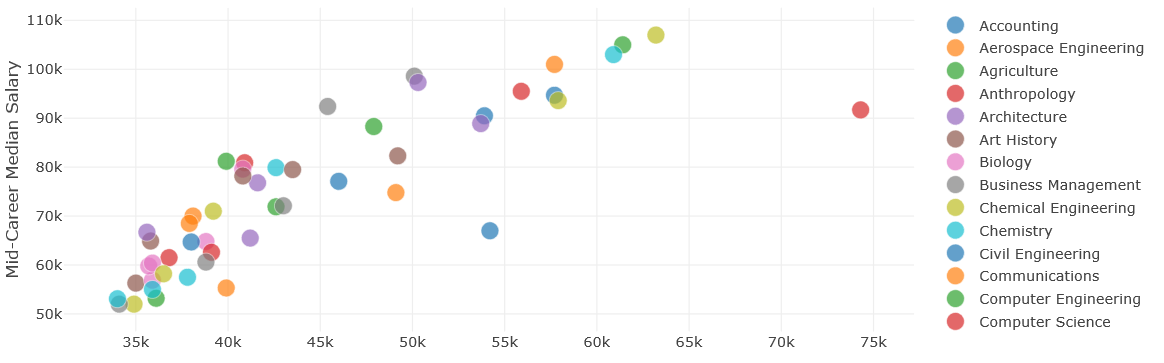 110k
100k
90k
80k
70k
60k
50k
Mid-Career Median Salary
35k
40k
45k
50k
55k
60k
65k
70k
75k
Accounting
Aerospace Engineering
Agriculture
Anthropology
Architecture
Art History
Biology
Business Management
Chemical Engineering
Chemistry
Civil Engineering
Communications
Computer Engineering
Computer Science